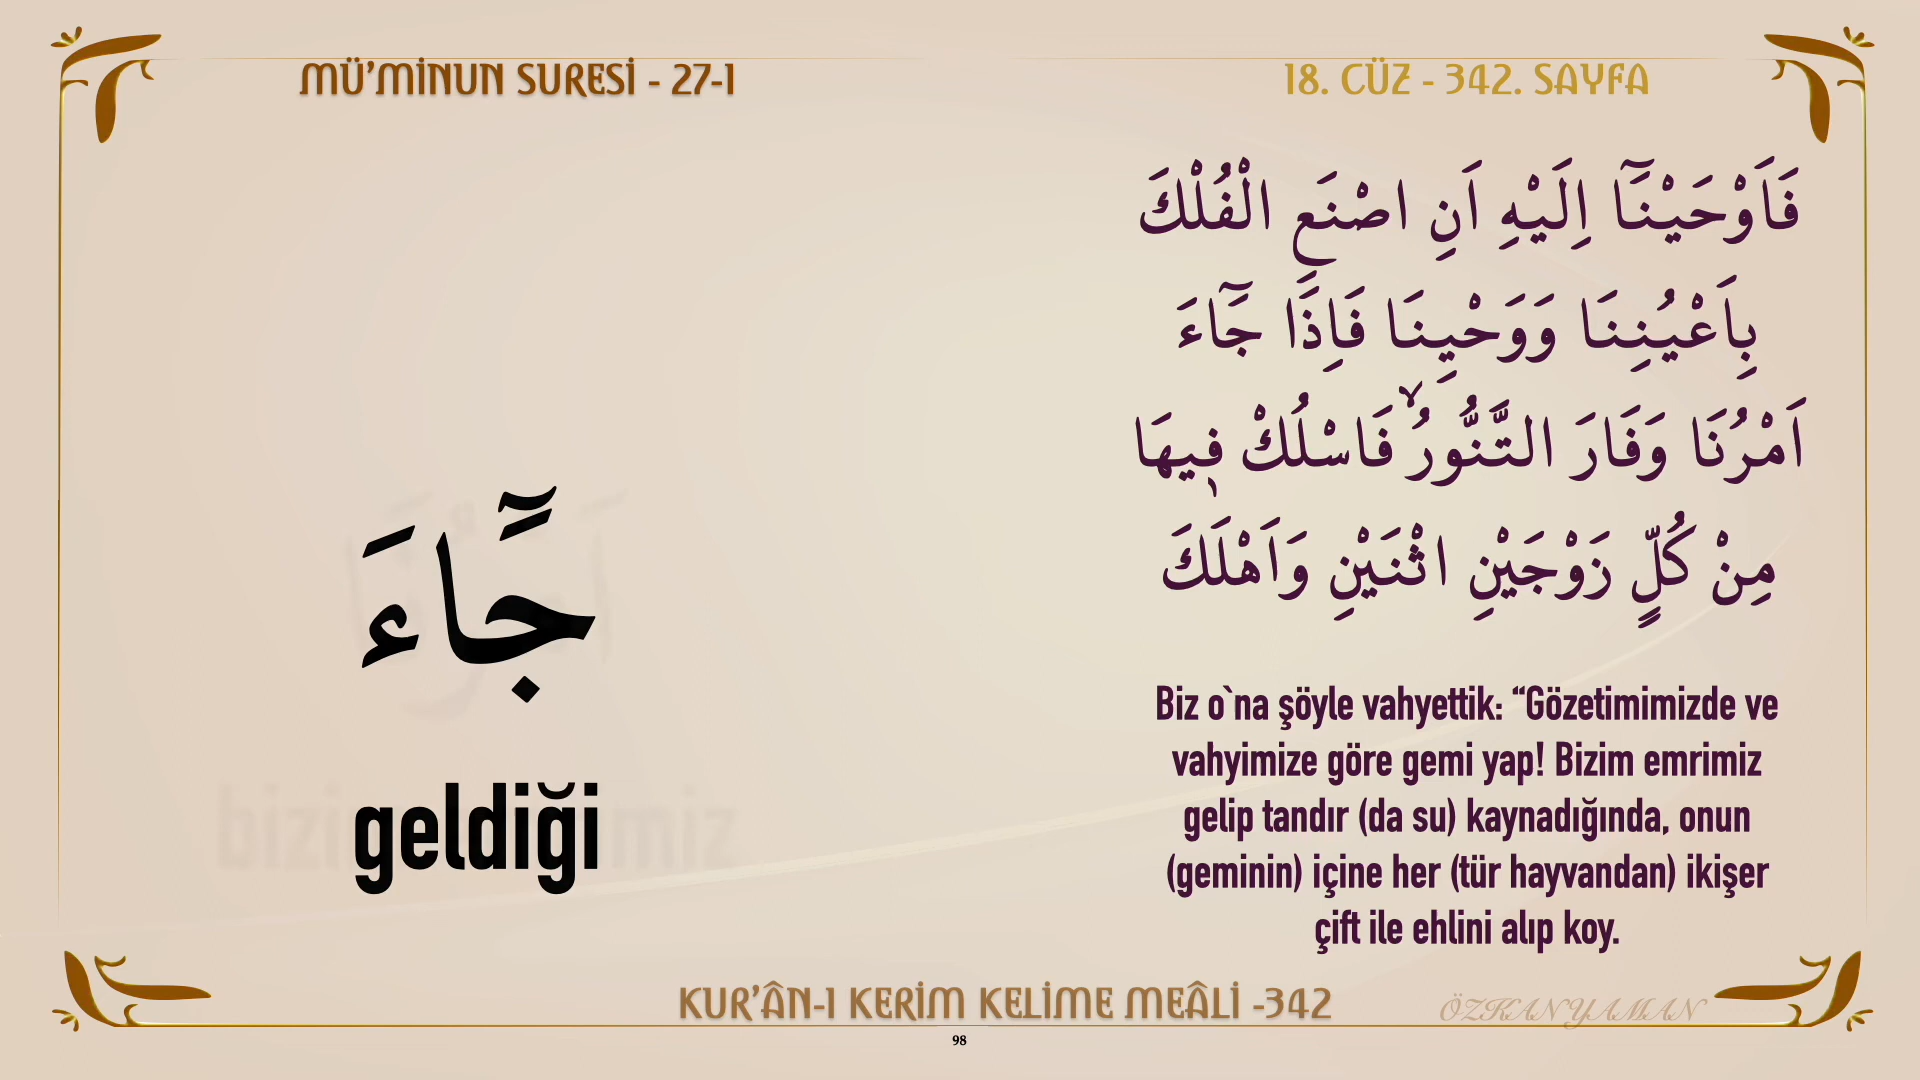 MÜ’MİNUN SURESİ - 27-1
18. CÜZ - 342. SAYFA
فَاَوْحَيْنَٓا اِلَيْهِ اَنِ اصْنَعِ الْفُلْكَ
بِاَعْيُنِنَا وَوَحْيِنَا فَاِذَا جَٓاءَ
اَمْرُنَا وَفَارَ التَّنُّورُۙ فَاسْلُكْ ف۪يهَا
مِنْ كُلٍّ زَوْجَيْنِ اثْنَيْنِ وَاَهْلَكَ
جَٓاءَ
geldiği
Biz o`na şöyle vahyettik: “Gözetimimizde ve
vahyimize göre gemi yap! Bizim emrimiz
gelip tandır (da su) kaynadığında, onun
(geminin) içine her (tür hayvandan) ikişer
çift ile ehlini alıp koy.
KUR’ÂN-I KERİM KELİME MEÂLİ -342
ÖZKAN YAMAN
98